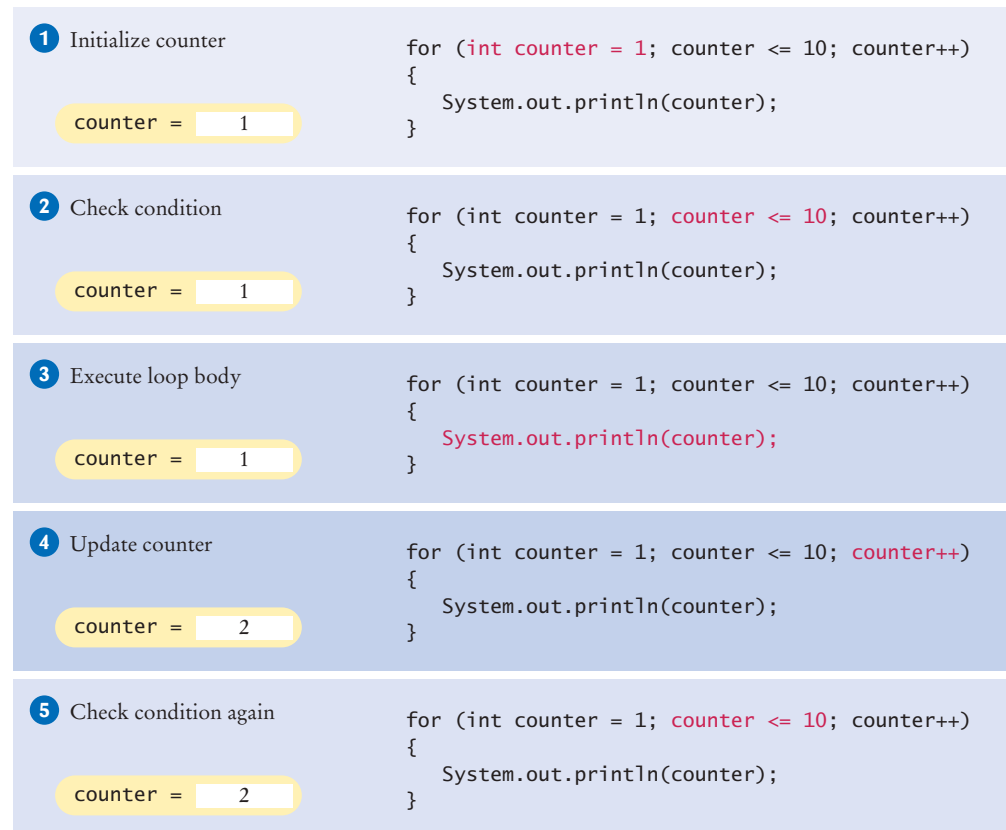 1 Initialize counter
counter = 1
for (int counter = 1; counter <= 10; counter++)
{
System.out.println(counter);
}
2 Check condition
counter = 1
for (int counter = 1; counter <= 10; counter++)
{
System.out.println(counter);
}
3 Execute loop body
counter = 1
for (int counter = 1; counter <= 10; counter++)
{
System.out.println(counter);
}
4 Update counter
counter = 2
for (int counter = 1; counter <= 10; counter++)
{
System.out.println(counter);
}
5 Check condition again
counter = 2
for (int counter = 1; counter <= 10; counter++)
{
System.out.println(counter);
}